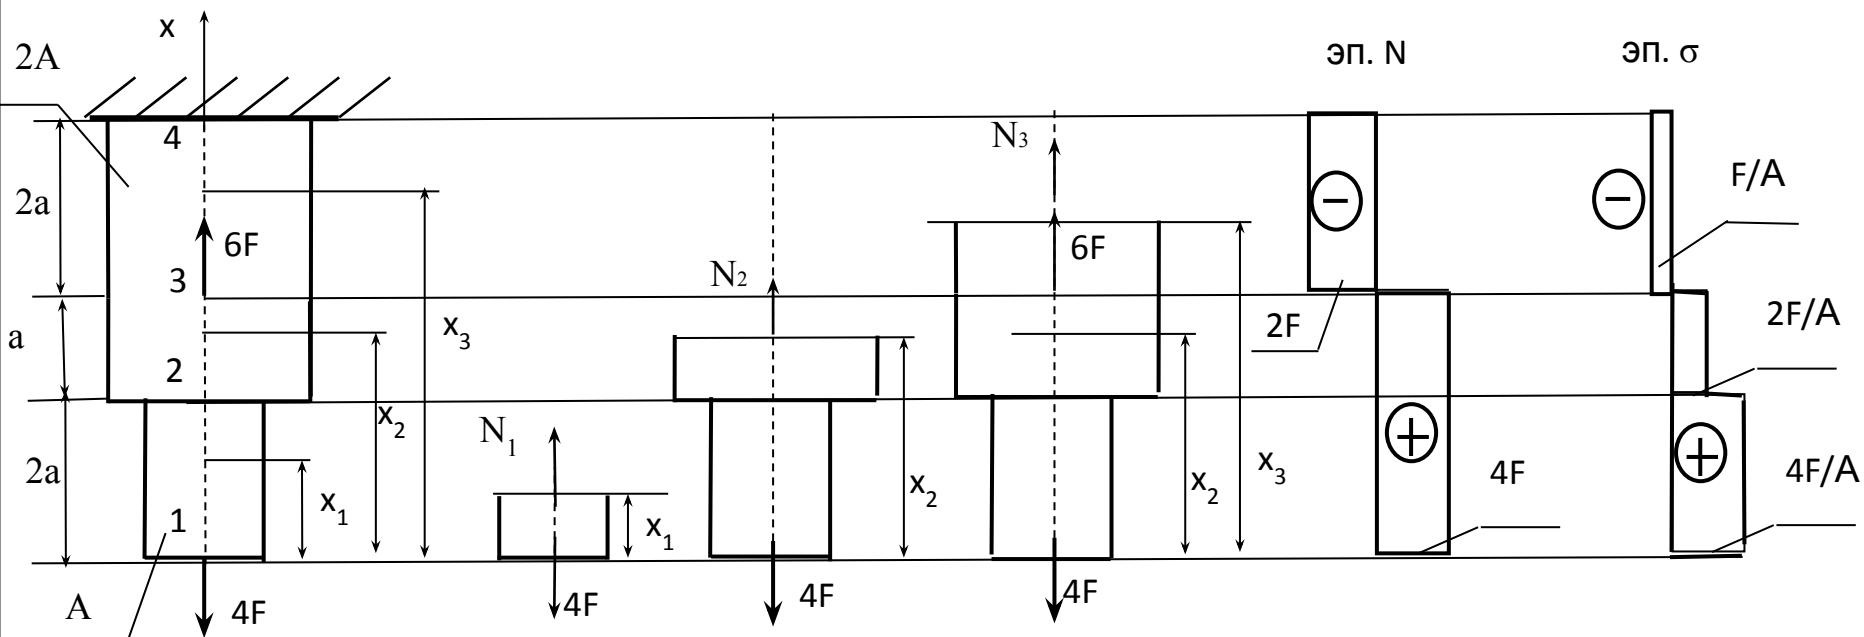 x
эп. N
эп. σ
2A
4
N₃
2a
F/A
6F
6F
3
N₂
2F
2F/A
a
x₃
2
x₂
N₁
x₃
2a
4F
4F/A
x₂
x₂
1
x₁
x₁
A
4F
4F
4F
4F